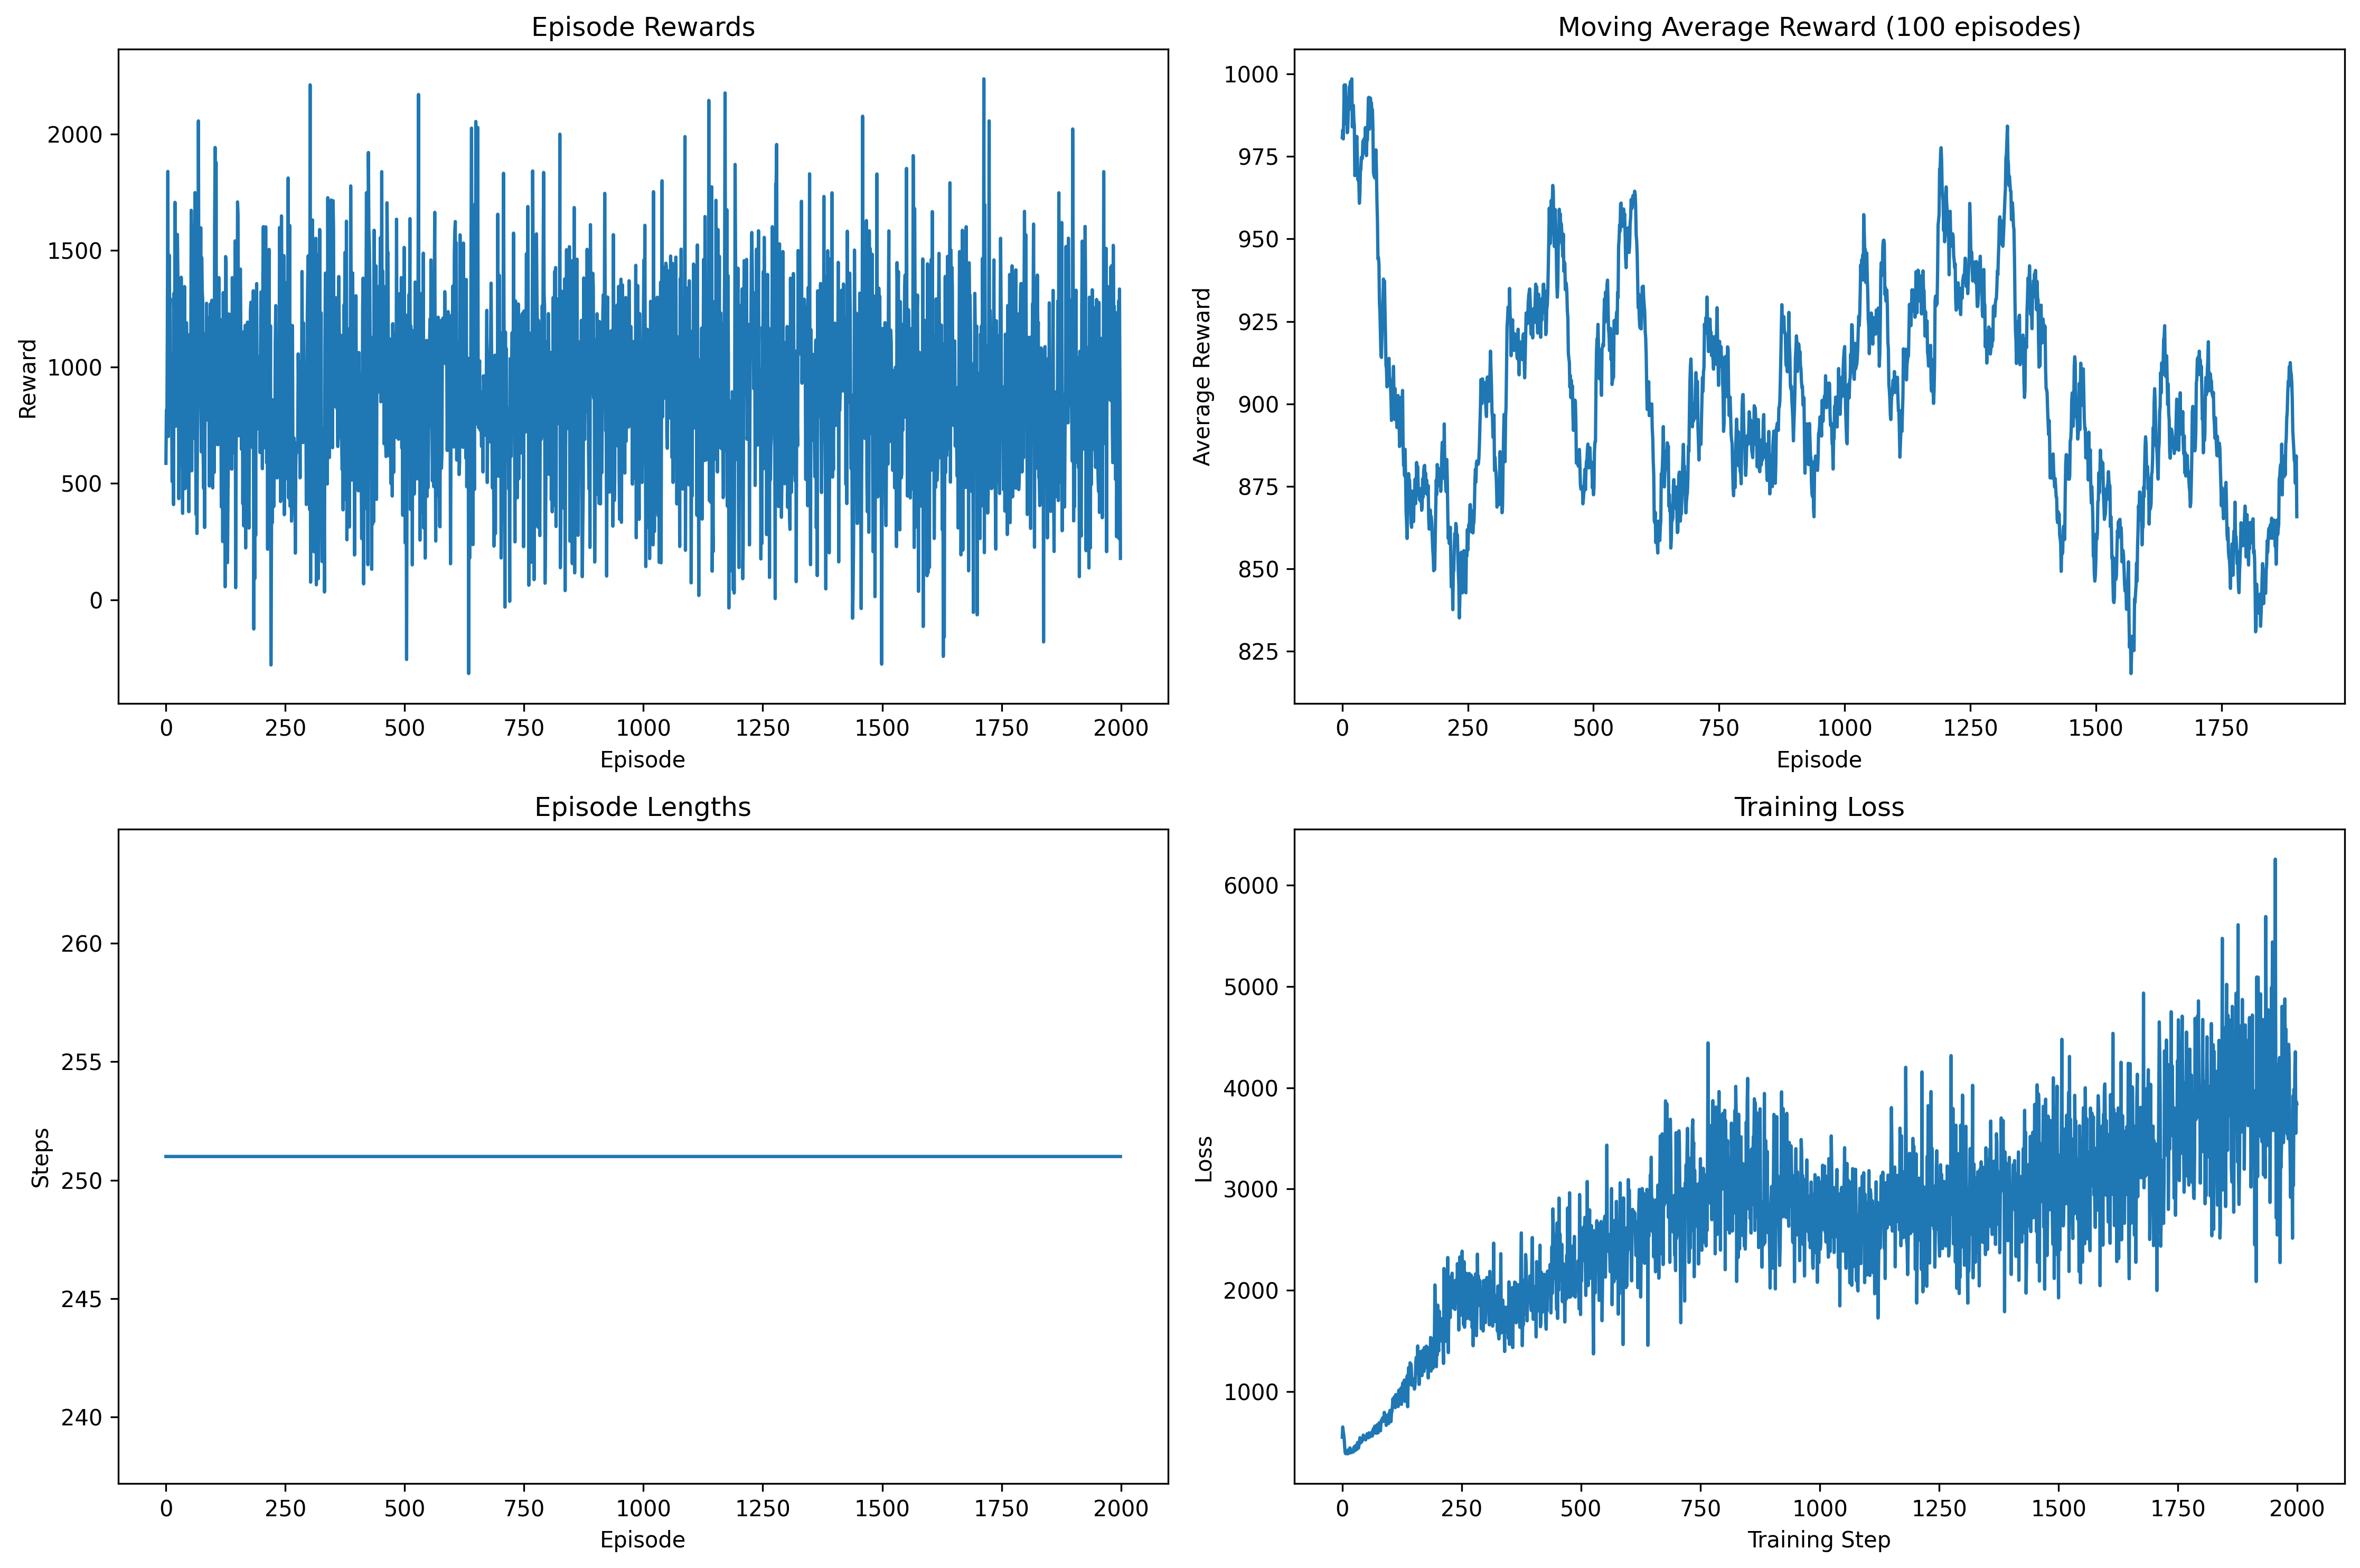 Episode Rewards
Reward
2000
1500
1000
500
0
0 250 500 750 1000 1250 1500 1750 2000
Episode
Moving Average Reward (100 episodes)
Average Reward
1000
975
950
925
900
875
850
825
0 250 500 750 1000 1250 1500 1750
Episode
Episode Lengths
Steps
260
255
250
245
240
0 250 500 750 1000 1250 1500 1750 2000
Episode
Training Loss
Loss
6000
5000
4000
3000
2000
1000
0 250 500 750 1000 1250 1500 1750 2000
Training Step